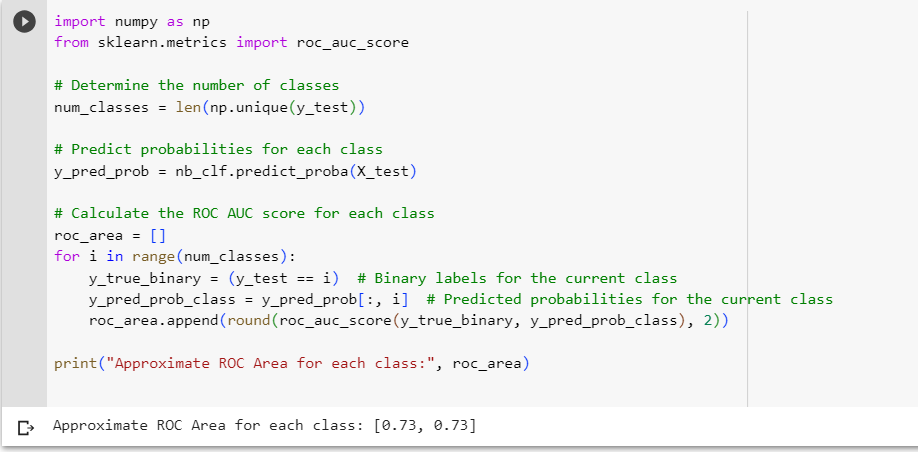 import numpy as np
from sklearn.metrics import roc_auc_score
# Determine the number of classes
num_classes = len(np.unique(y_test))
# Predict probabilities for each class
y_pred_prob = nb_clf.predict_proba(X_test)
# Calculate the ROC AUC score for each class
roc_area = []
for i in range(num_classes):
    y_true_binary = (y_test == i)  # Binary labels for the current class
    y_pred_prob_class = y_pred_prob[:, i]  # Predicted probabilities for the current class
    roc_area.append(round(roc_auc_score(y_true_binary, y_pred_prob_class), 2))
print("Approximate ROC Area for each class:", roc_area)
Approximate ROC Area for each class: [0.73, 0.73]